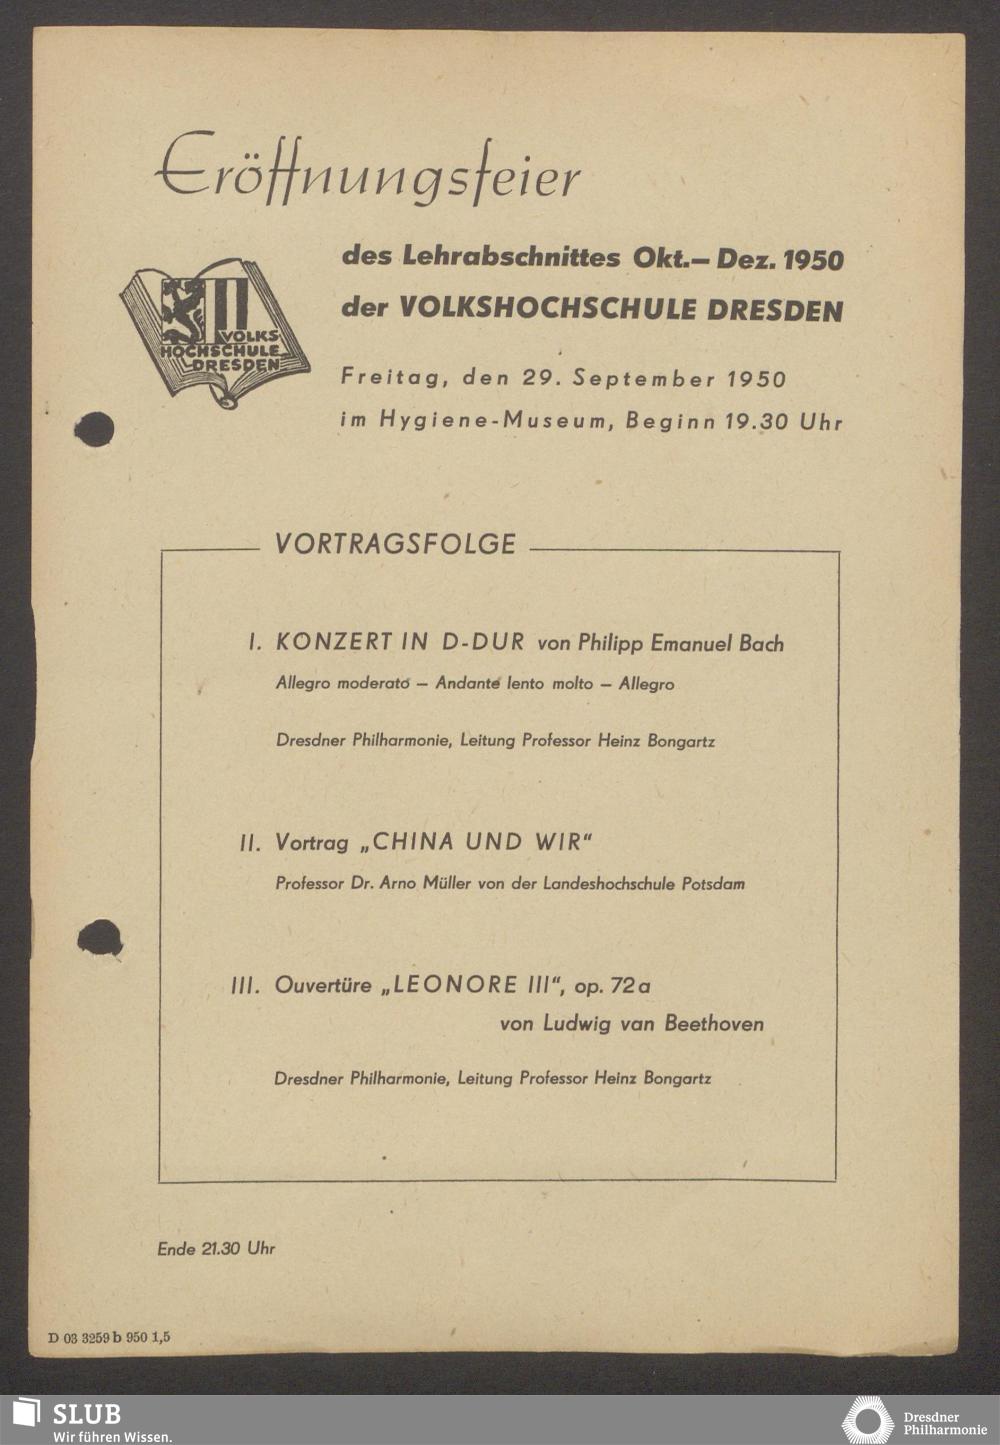 Eröffnungsfeier
des Lehrabschnittes Okt.– Dez. 1950
der VOLKSHOCHSCHULE DRESDEN
VOLKS
HOCHSCHULE
DRESDEN
Freitag, den 29. September 1950
im Hygiene-Museum, Beginn 19.30 Uhr
VORTRAGSFOLGE
I. KONZERT IN D-DUR von Philipp Emanuel Bach
Allegro moderato – Andante lento molto – Allegro
Dresdner Philharmonie, Leitung Professor Heinz Bongartz
II. Vortrag „CHINA UND WIR“
Professor Dr. Arno Müller von der Landeshochschule Potsdam
III. Ouvertüre „LEONORE III“, op. 72a
von Ludwig van Beethoven
Dresdner Philharmonie, Leitung Professor Heinz Bongartz
Ende 21.30 Uhr
D 03 3259 b 950 1,5
SLUB
Wir führen Wissen.
Dresdner
Philharmonie